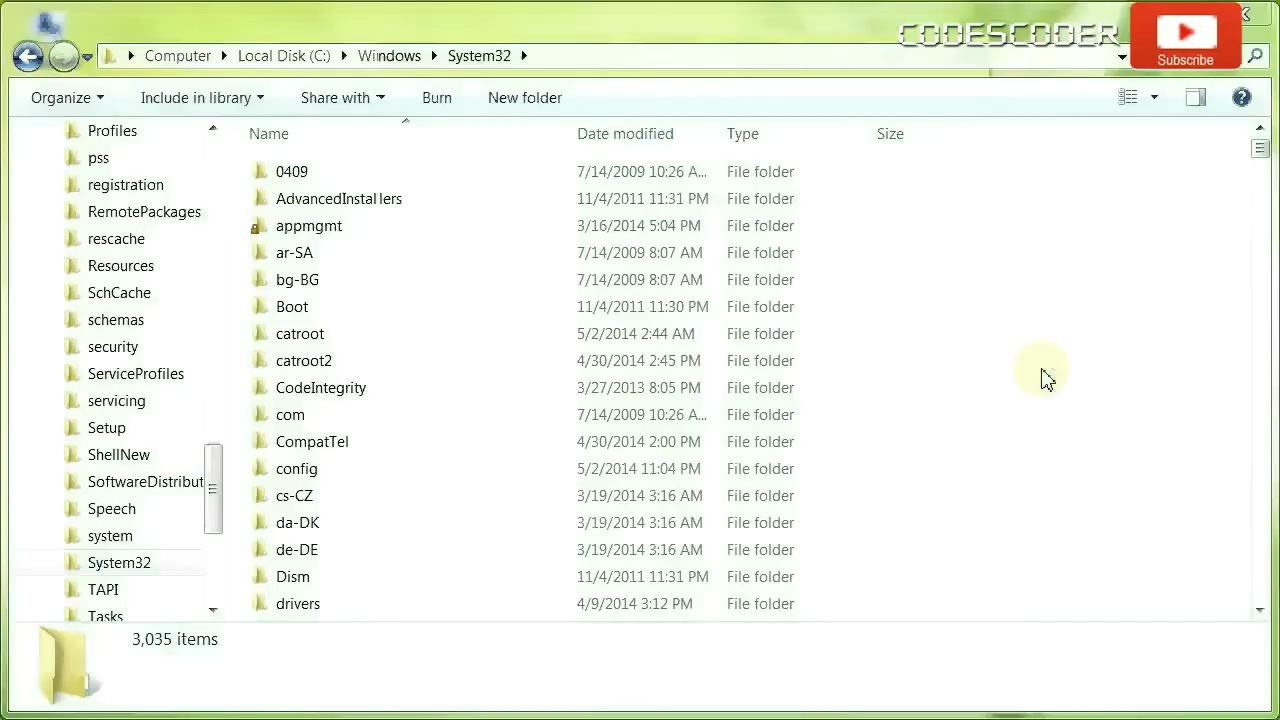 CODESCODER
Subscribe
Computer Local Disk (C:) Windows System32
Organize Include in library Share with Burn New folder
Profiles
pss
registration
RemotePackages
rescache
Resources
SchCache
schemas
security
ServiceProfiles
servicing
Setup
ShellNew
SoftwareDistribut
Speech
system
System32
TAPI
Tasks
Name Date modified Type Size
0409 7/14/2009 10:26 A... File folder
AdvancedInstallers 11/4/2011 11:31 PM File folder
appmgmt 3/16/2014 5:04 PM File folder
ar-SA 7/14/2009 8:07 AM File folder
bg-BG 7/14/2009 8:07 AM File folder
Boot 11/4/2011 11:30 PM File folder
catroot 5/2/2014 2:44 AM File folder
catroot2 4/30/2014 2:45 PM File folder
CodeIntegrity 3/27/2013 8:05 PM File folder
com 7/14/2009 10:26 A... File folder
CompatTel 4/30/2014 2:00 PM File folder
config 5/2/2014 11:04 PM File folder
cs-CZ 3/19/2014 3:16 AM File folder
da-DK 3/19/2014 3:16 AM File folder
de-DE 3/19/2014 3:16 AM File folder
Dism 11/4/2011 11:31 PM File folder
drivers 4/9/2014 3:12 PM File folder
3,035 items